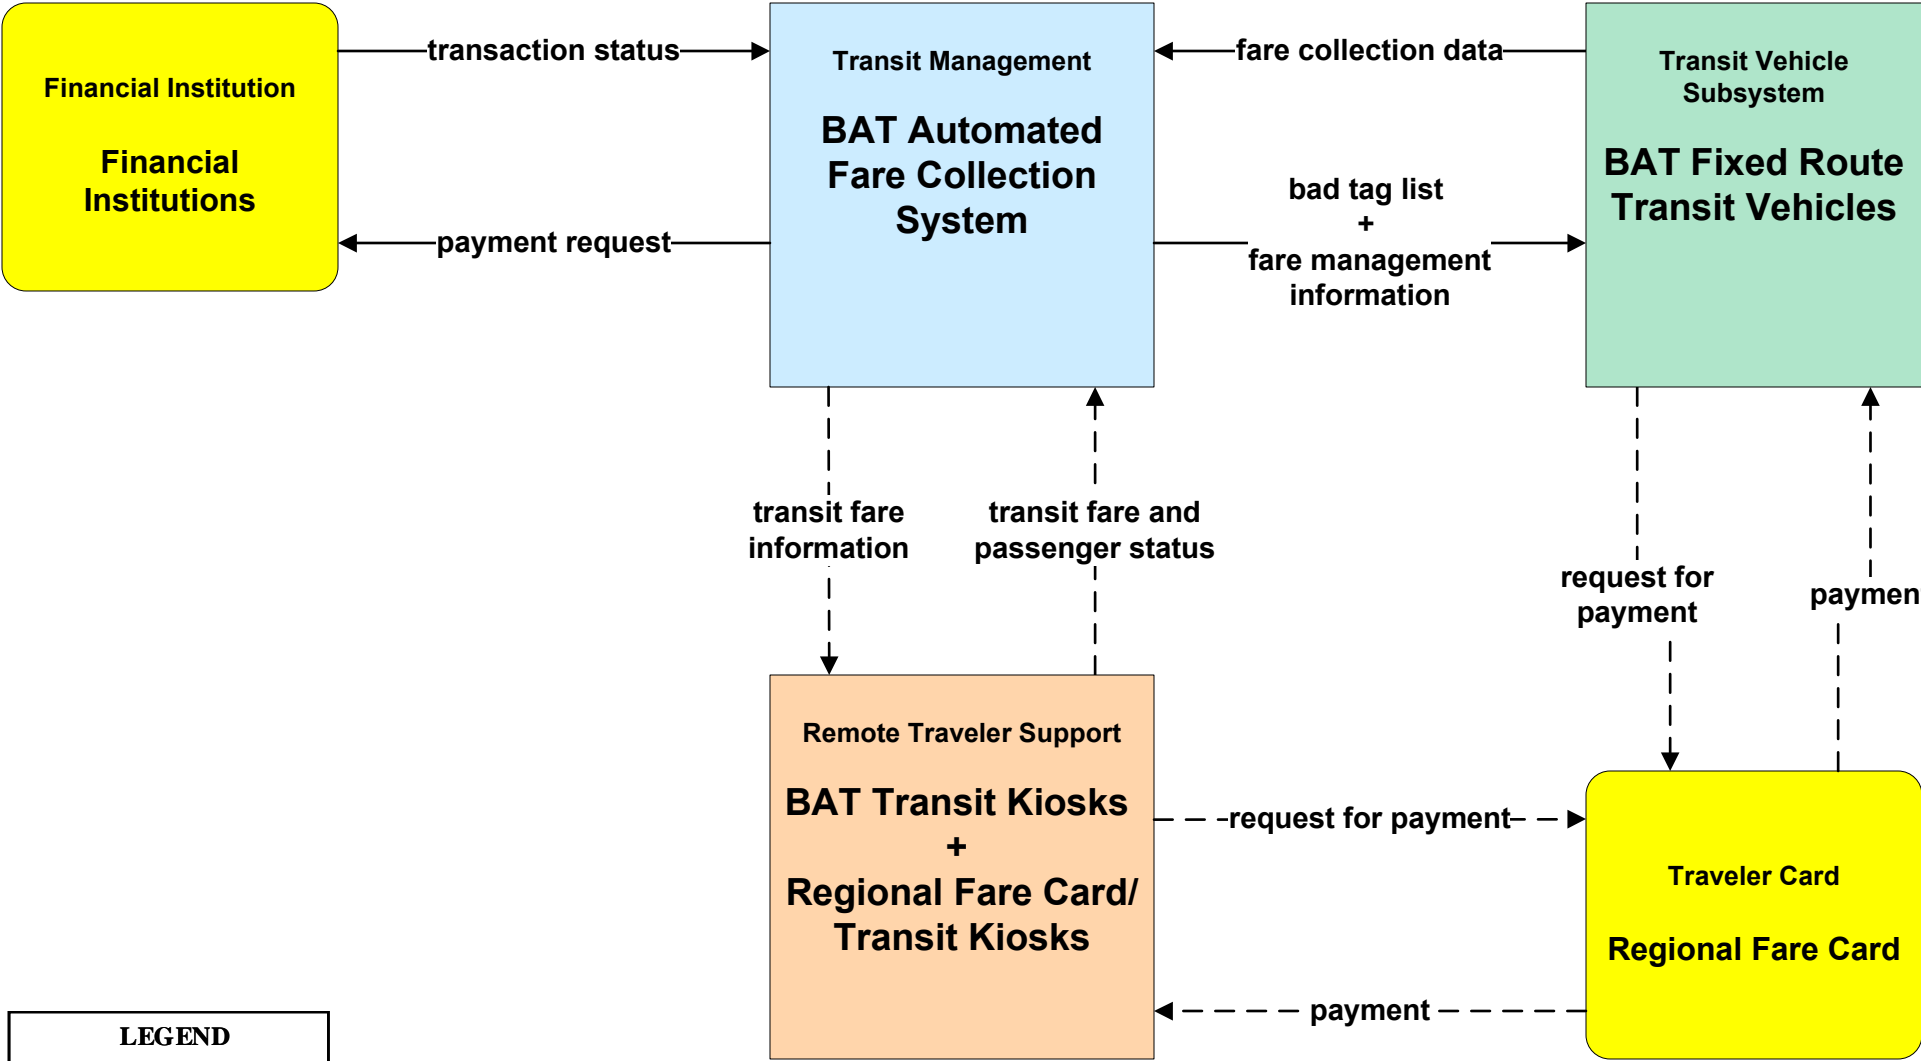 Financial Institution
Financial
Institutions
transaction status
payment request
Transit Management
BAT Automated
Fare Collection
System
fare collection data
bad tag list
+
fare management
information
Transit Vehicle
Subsystem
BAT Fixed Route
Transit Vehicles
transit fare
information
transit fare and
passenger status
request for
payment
payment
Remote Traveler Support
BAT Transit Kiosks
+
Regional Fare Card/
Transit Kiosks
request for payment
payment
Traveler Card
Regional Fare Card
LEGEND